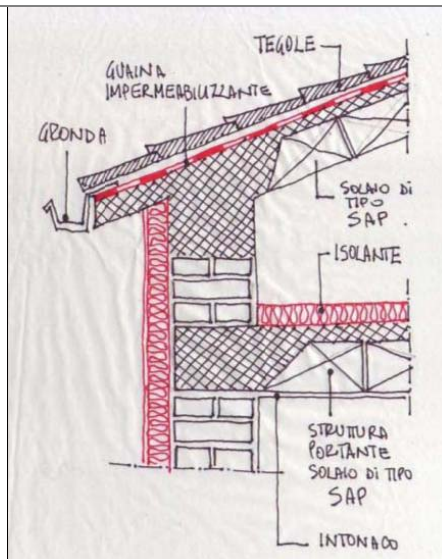 TEGOLE
GUAINA
IMPERMEABILIZZANTE
GRONDA
SOLAIO DI
TIPO
SAP.
ISOLANTE
STRUTTURA
PORTANTE
SOLAIO DI TIPO
SAP
INTONACO